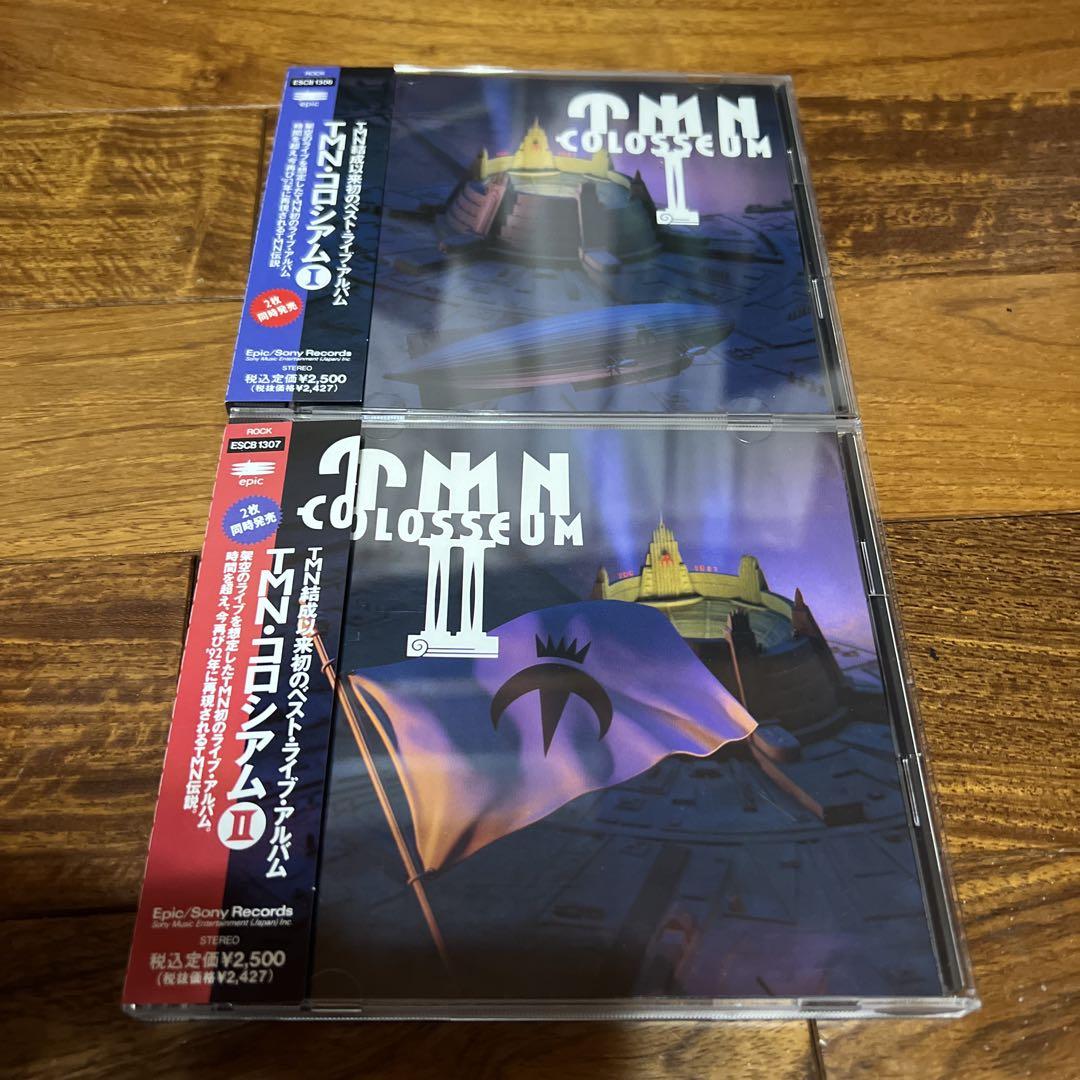 ROCK
ESCB 1306
epic
TMN結成以来初のベスト・ライブ・アルバム
TMN・コロシアム I
架空のライブを想定したTMN初のライブ・アルバム。
時間を超え、今再び'92年に再現されるTMN伝説。
2枚
同時発売
Epic/Sony Records
Sony Music Entertainment (Japan) Inc.
STEREO
税込定価¥2,500
(税抜価格¥2,427)
TMN
COLOSSEUM
I
ROCK
ESCB 1307
epic
2枚
同時発売
TMN結成以来初のベスト・ライブ・アルバム
TMN・コロシアム II
架空のライブを想定したTMN初のライブ・アルバム。
時間を超え、今再び'92年に再現されるTMN伝説。
Epic/Sony Records
Sony Music Entertainment (Japan) Inc.
STEREO
税込定価¥2,500
(税抜価格¥2,427)
TMN
COLOSSEUM
II